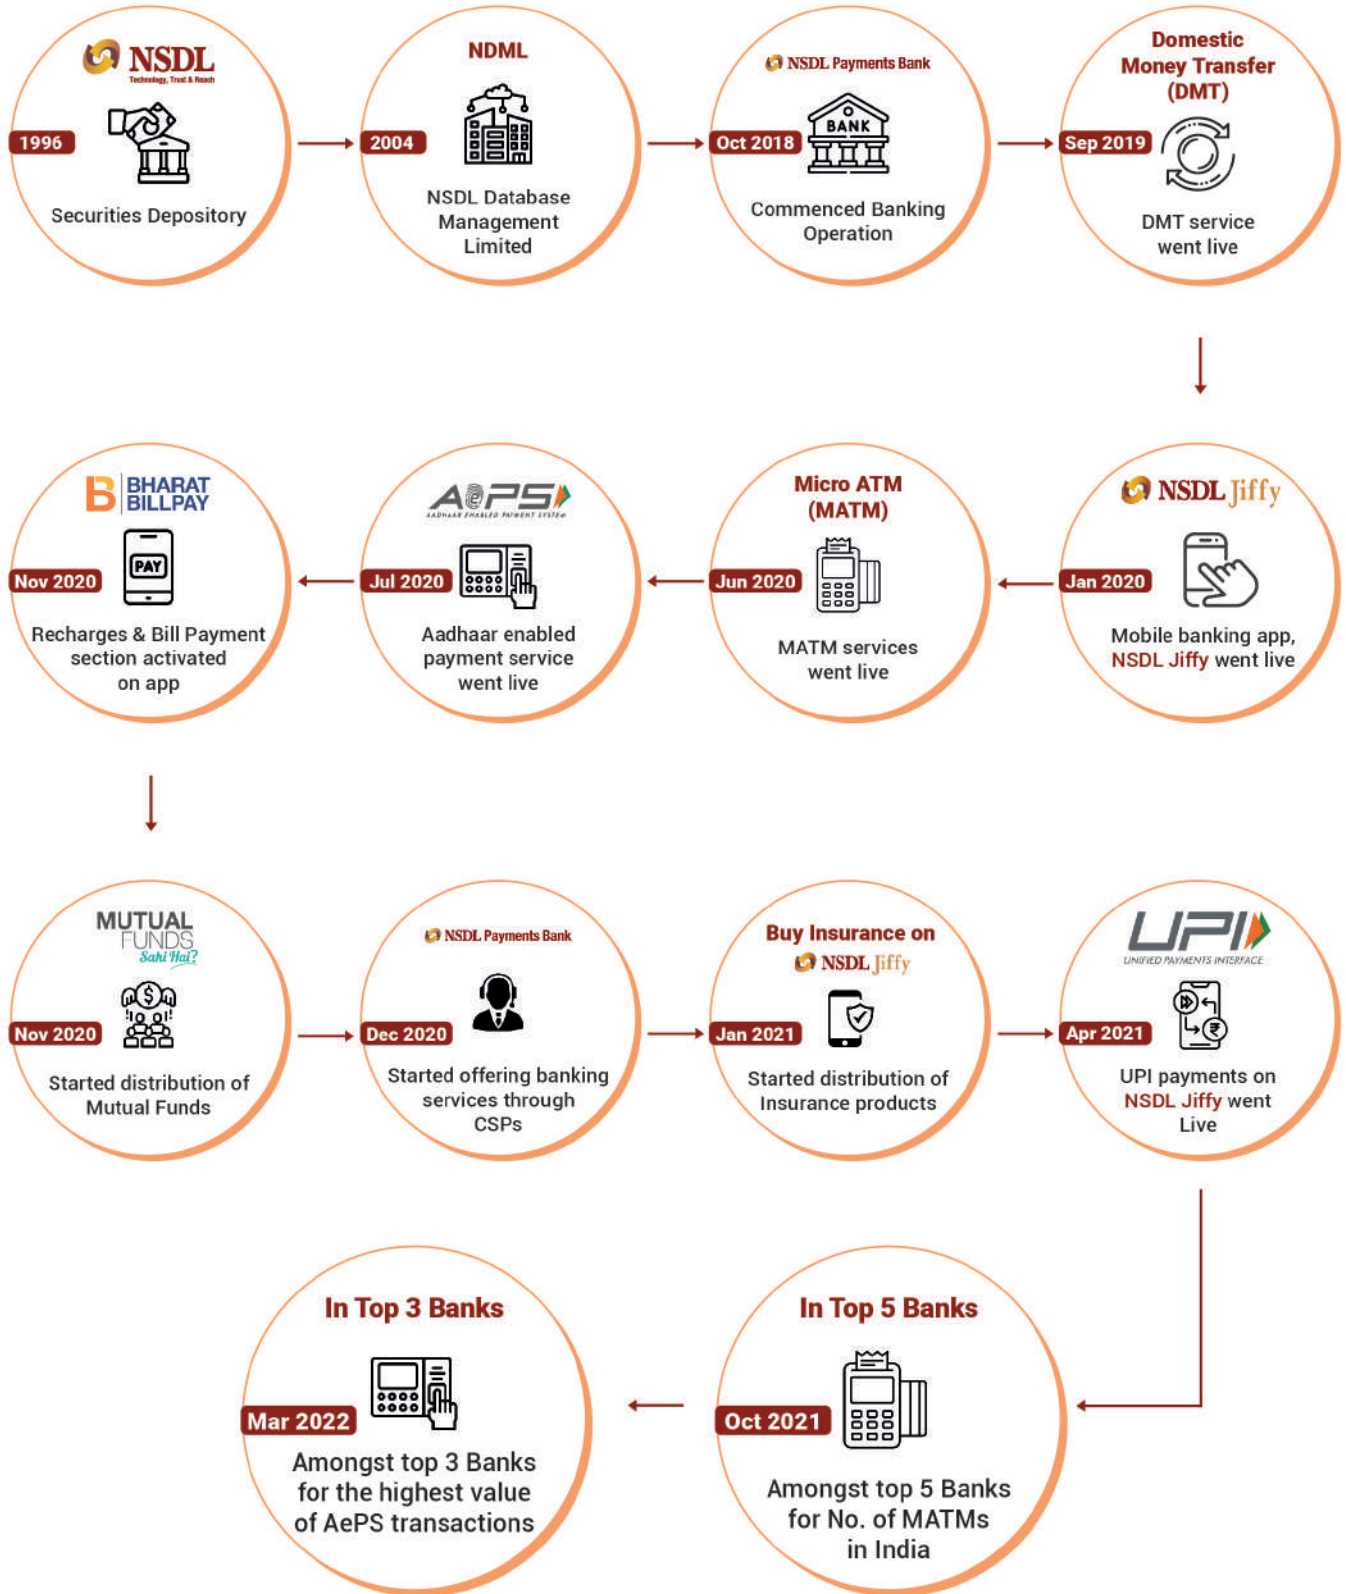 NSDL
Technology, Trust & Reach
1996
Securities Depository
NDML
2004
NSDL Database
Management
Limited
NSDL Payments Bank
BANK
Oct 2018
Commenced Banking
Operation
Domestic
Money Transfer
(DMT)
Sep 2019
DMT service
went live
NSDL Jiffy
Jan 2020
Mobile banking app,
NSDL Jiffy went live
Micro ATM
(MATM)
Jun 2020
MATM services
went live
AePS
AADHAAR ENABLED PAYMENT SYSTEM
Jul 2020
Aadhaar enabled
payment service
went live
B BHARAT
BILLPAY
PAY
Nov 2020
Recharges & Bill Payment
section activated
on app
MUTUAL
FUNDS
Sahi Hai?
$
Nov 2020
Started distribution of
Mutual Funds
NSDL Payments Bank
Dec 2020
Started offering banking
services through
CSPs
Buy Insurance on
NSDL Jiffy
Jan 2021
Started distribution of
Insurance products
UPI
UNIFIED PAYMENTS INTERFACE
₹
Apr 2021
UPI payments on
NSDL Jiffy went
Live
In Top 5 Banks
Oct 2021
Amongst top 5 Banks
for No. of MATMs
in India
In Top 3 Banks
Mar 2022
Amongst top 3 Banks
for the highest value
of AePS transactions